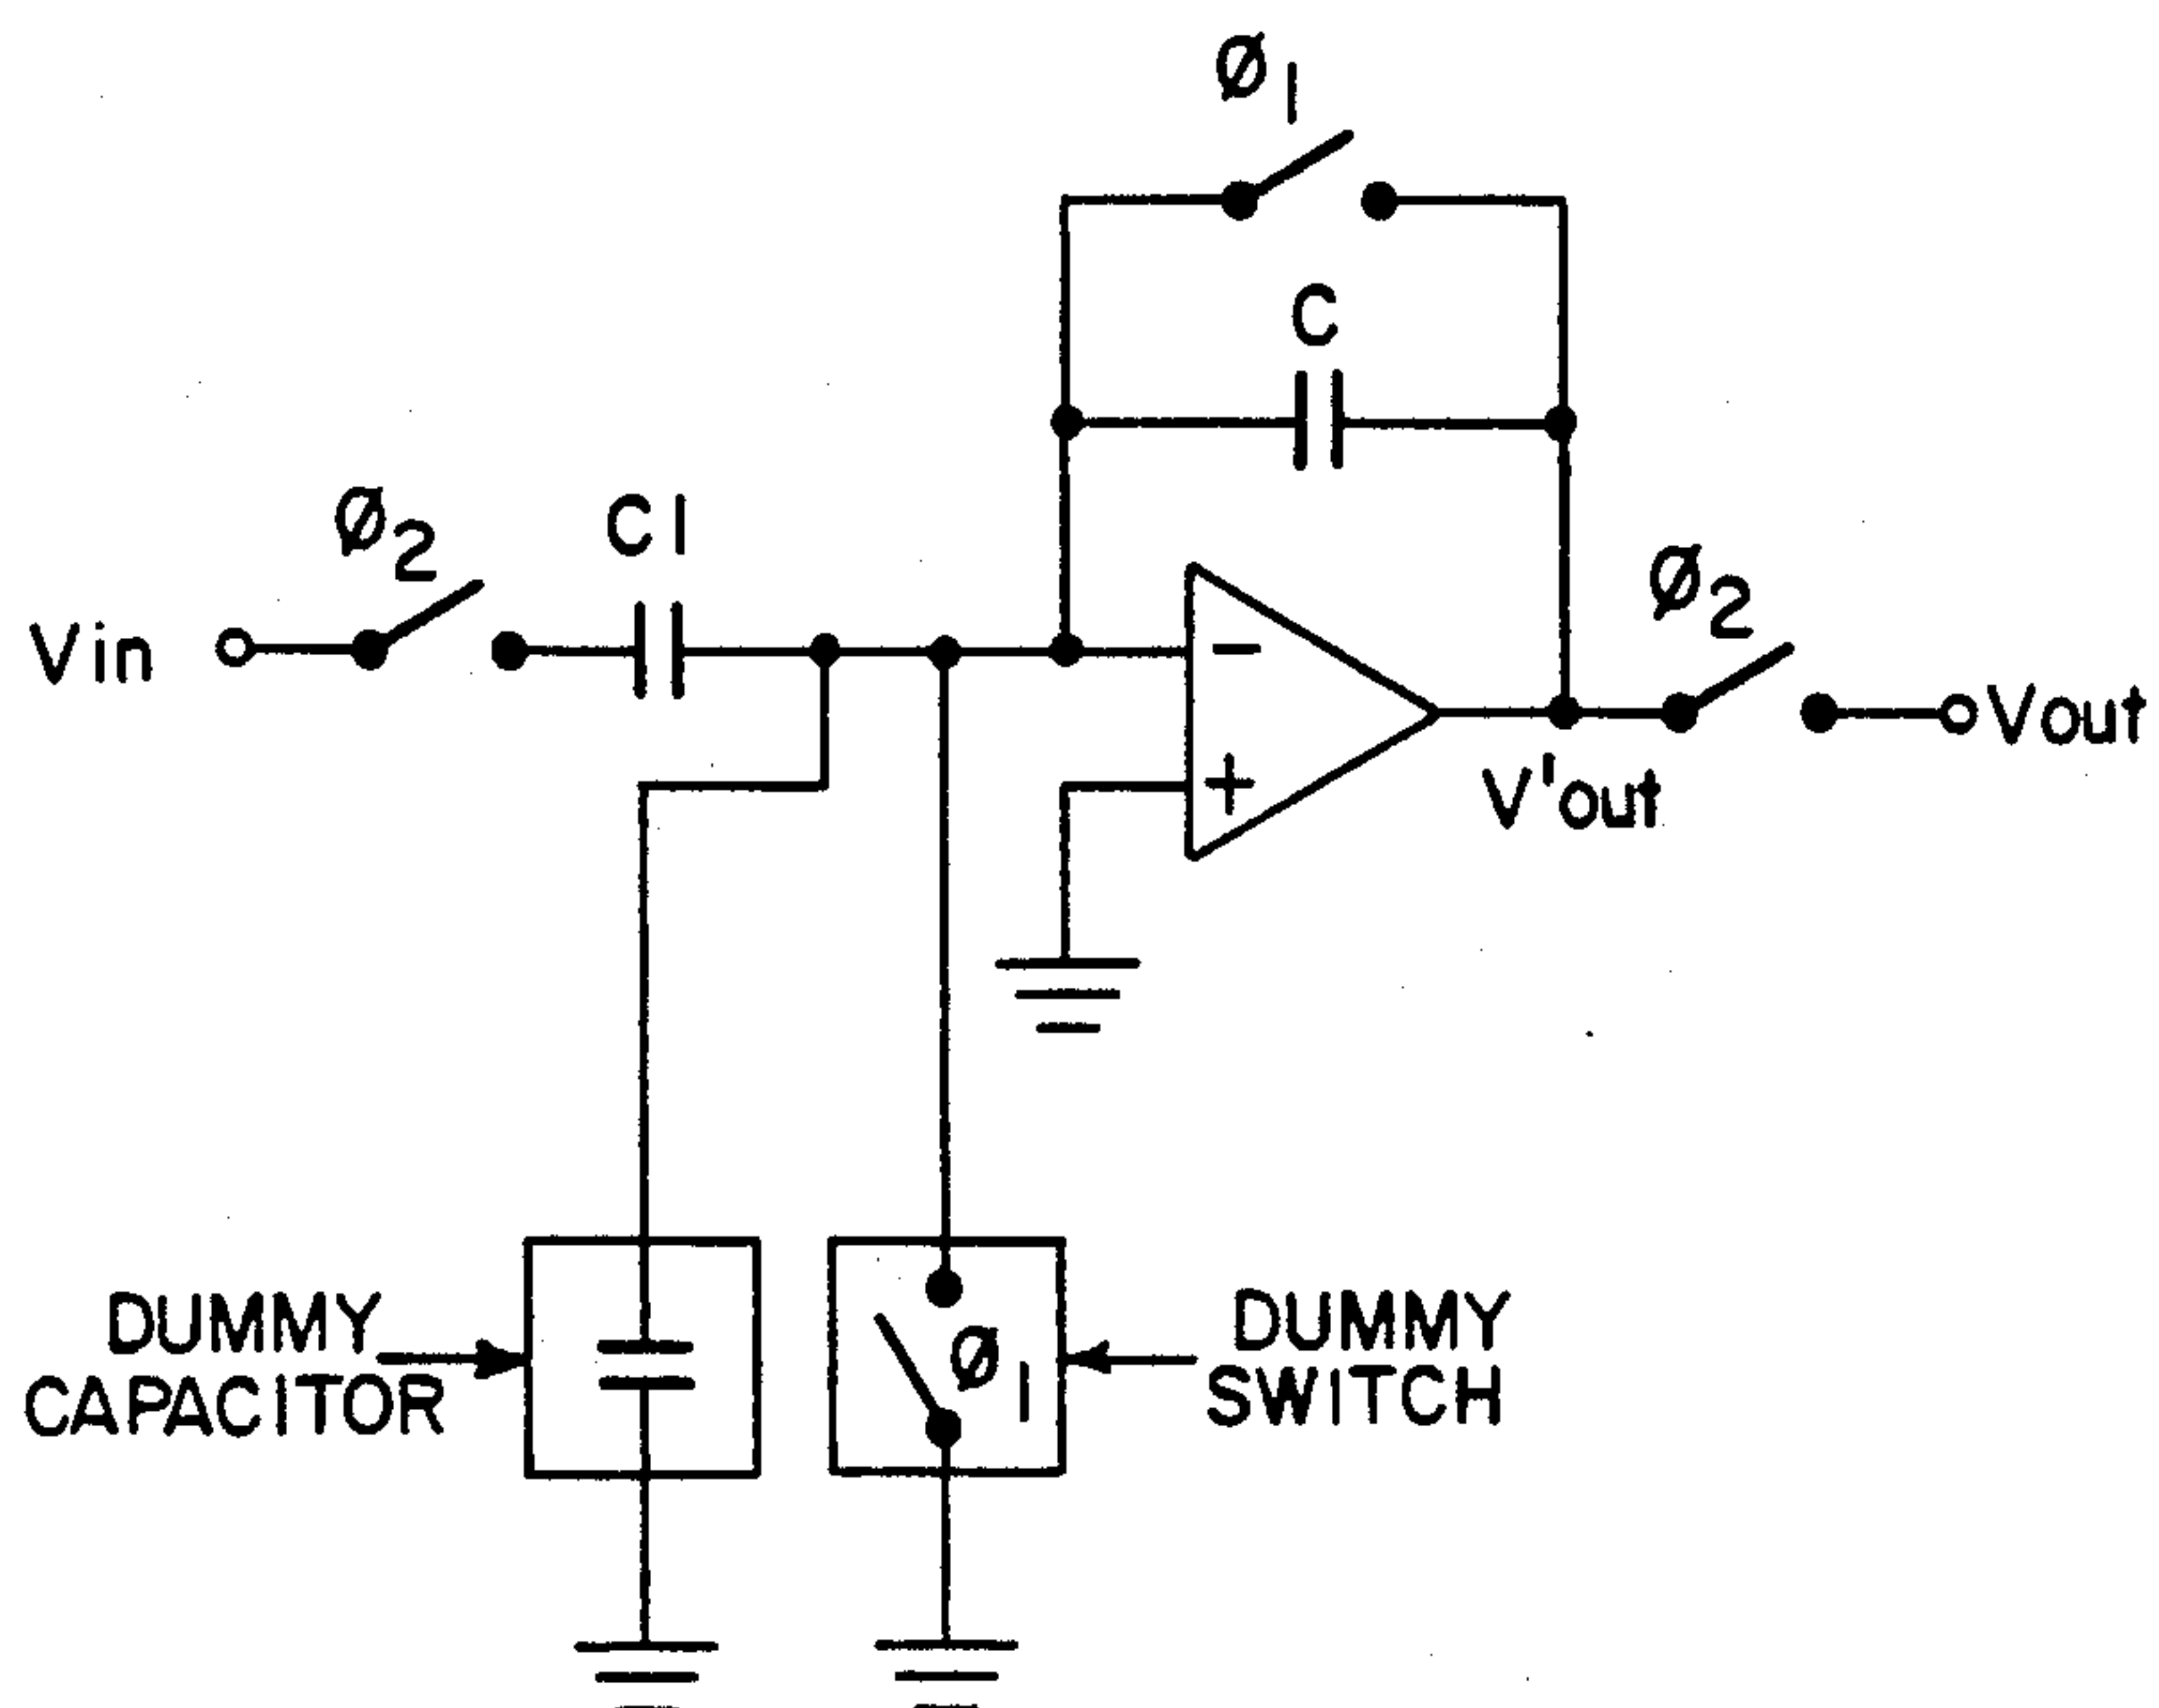 Ø1
C
Ø2
C1
Vin
Ø2
Vout
V'out
−
+
DUMMY
CAPACITOR
Ø1
DUMMY
SWITCH